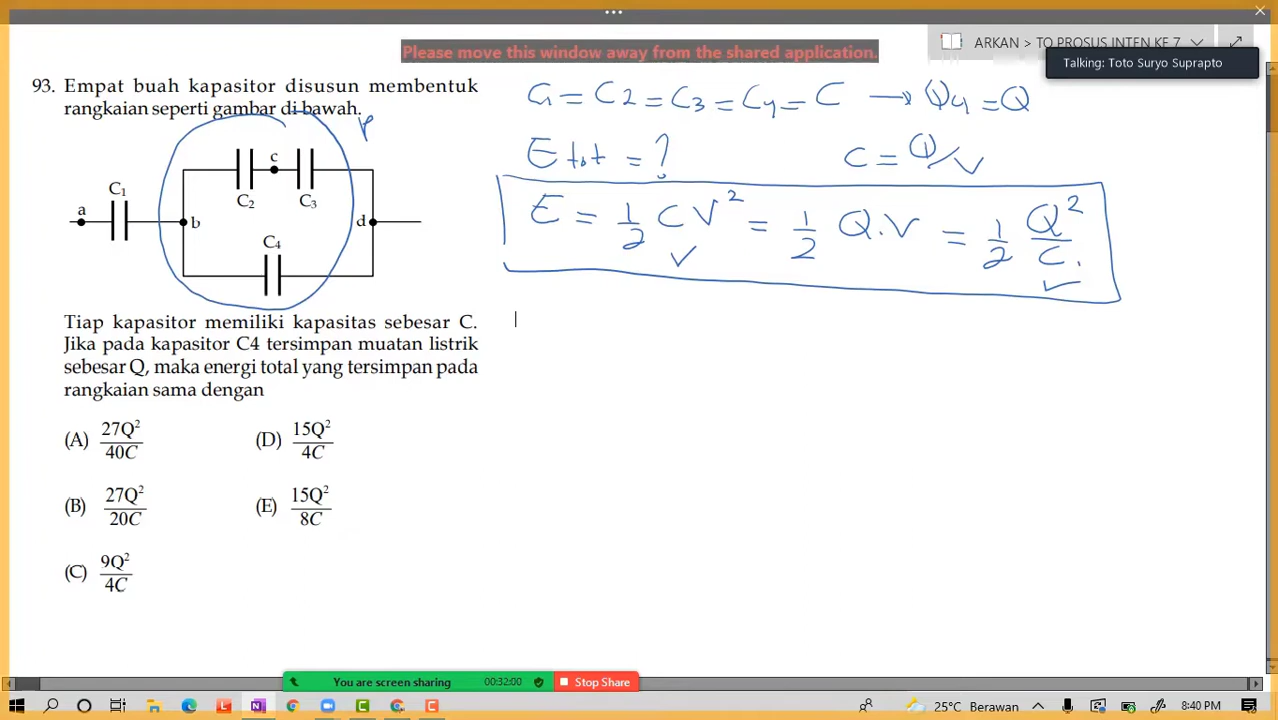 Please move this window away from the shared application.
ARKAN > TO PROSUS INTEN KE 7
Talking: Toto Suryo Suprapto
93. Empat buah kapasitor disusun membentuk
rangkaian seperti gambar di bawah.
C1 = C2 = C3 = C4 = C → Q4 = Q
E tot = ? C = Q/V
E = 1/2 C V² = 1/2 Q.V = 1/2 Q²/C.
c
C₁
C₂
C₃
a
b
d
C₄
Tiap kapasitor memiliki kapasitas sebesar C.
Jika pada kapasitor C4 tersimpan muatan listrik
sebesar Q, maka energi total yang tersimpan pada
rangkaian sama dengan
(A) 27Q²/40C
(D) 15Q²/4C
(B) 27Q²/20C
(E) 15Q²/8C
(C) 9Q²/4C
You are screen sharing 00:32:00 Stop Share
25°C Berawan 8:40 PM